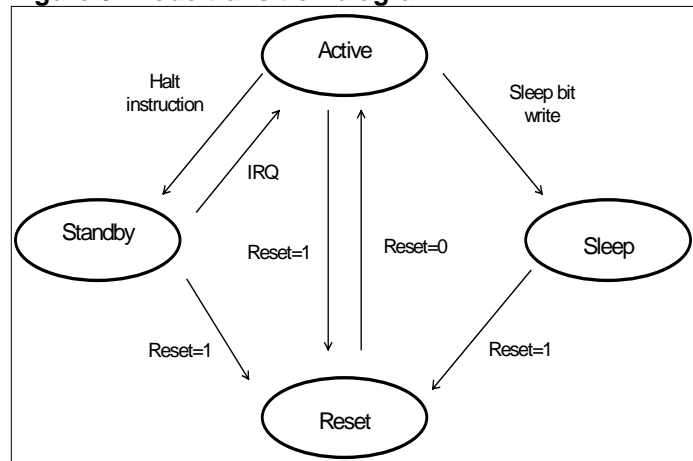 Active
Halt
instruction
Sleep bit
write
IRQ
Standby
Sleep
Reset=1
Reset=0
Reset=1
Reset=1
Reset